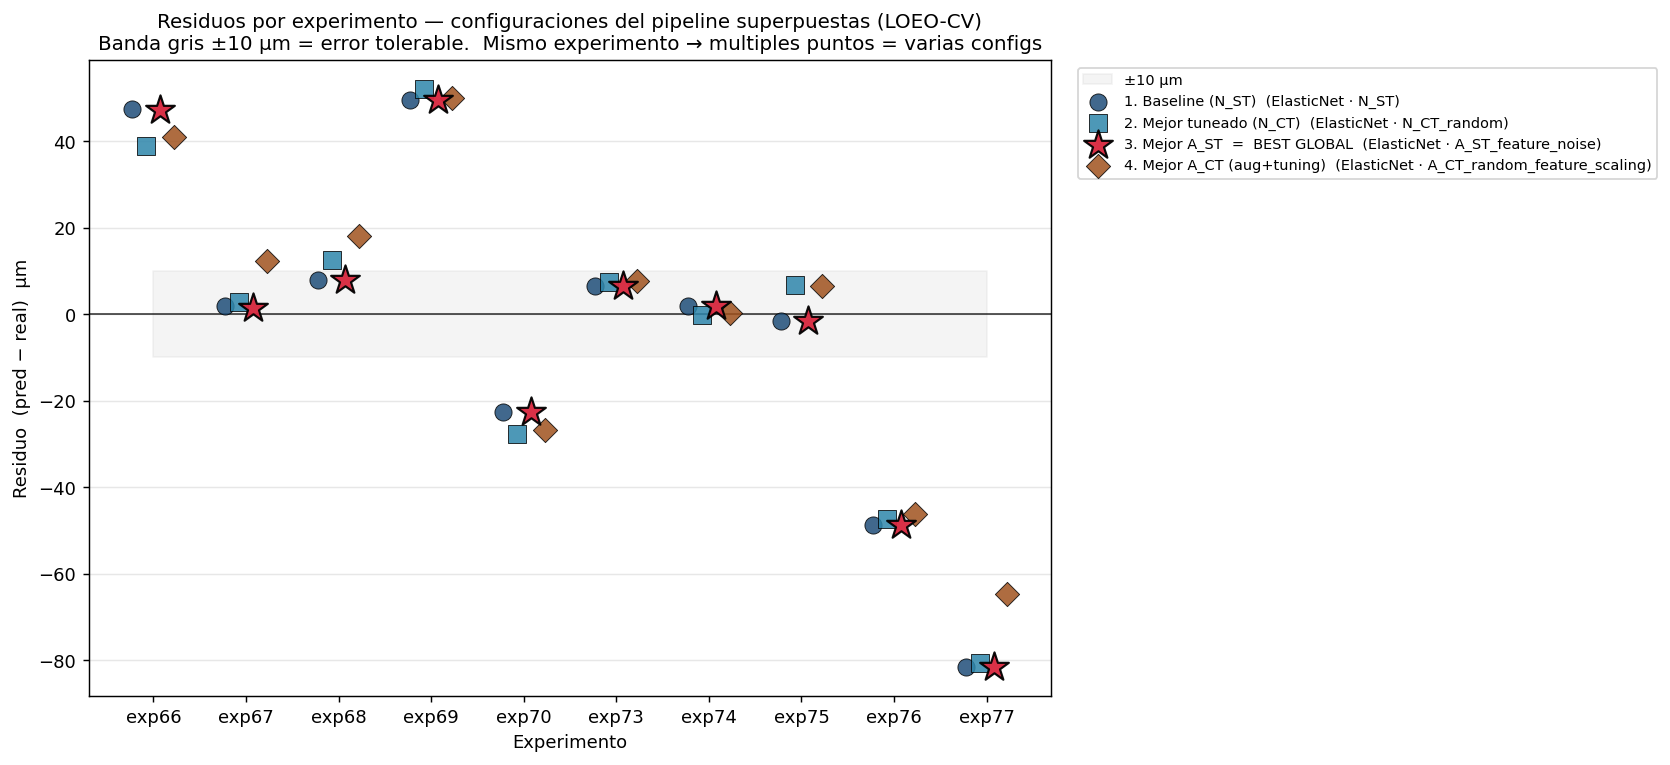 Residuos por experimento — configuraciones del pipeline superpuestas (LOEO-CV)
Banda gris ±10 µm = error tolerable.  Mismo experimento → multiples puntos = varias configs
±10 µm
1. Baseline (N_ST)  (ElasticNet · N_ST)
2. Mejor tuneado (N_CT)  (ElasticNet · N_CT_random)
3. Mejor A_ST  =  BEST GLOBAL  (ElasticNet · A_ST_feature_noise)
4. Mejor A_CT (aug+tuning)  (ElasticNet · A_CT_random_feature_scaling)
Residuo  (pred − real)  µm
40
20
0
−20
−40
−60
−80
exp66 exp67 exp68 exp69 exp70 exp73 exp74 exp75 exp76 exp77
Experimento